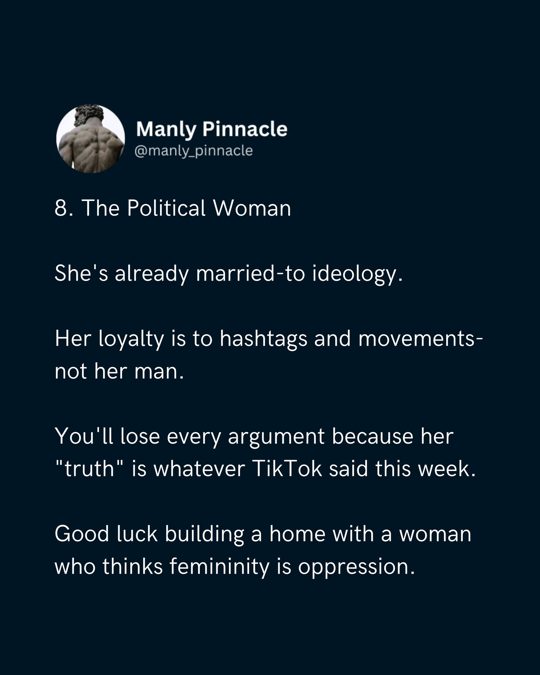 Manly Pinnacle
@manly_pinnacle
8. The Political Woman
She's already married-to ideology.
Her loyalty is to hashtags and movements-
not her man.
You'll lose every argument because her
"truth" is whatever TikTok said this week.
Good luck building a home with a woman
who thinks femininity is oppression.